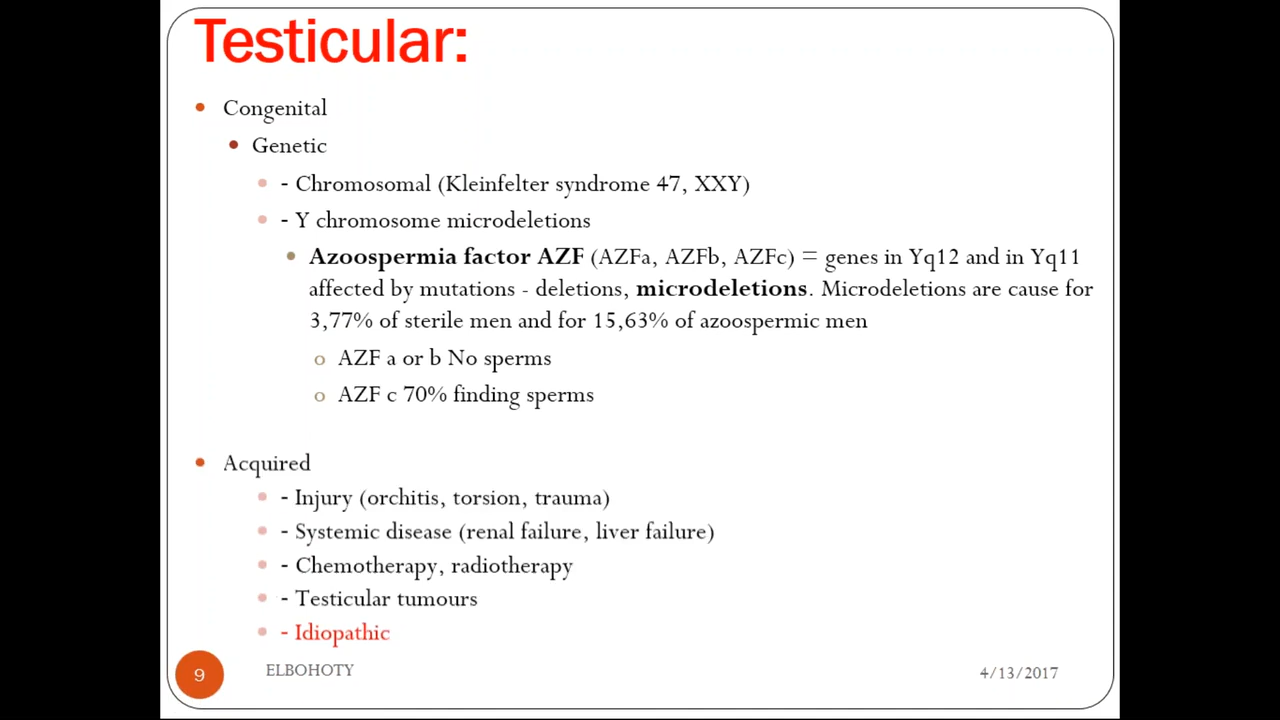 Testicular:
• Congenital
• Genetic
• - Chromosomal (Kleinfelter syndrome 47, XXY)
• - Y chromosome microdeletions
• Azoospermia factor AZF (AZFa, AZFb, AZFc) = genes in Yq12 and in Yq11
affected by mutations - deletions, microdeletions. Microdeletions are cause for
3,77% of sterile men and for 15,63% of azoospermic men
o AZF a or b No sperms
o AZF c 70% finding sperms
• Acquired
• - Injury (orchitis, torsion, trauma)
• - Systemic disease (renal failure, liver failure)
• - Chemotherapy, radiotherapy
• - Testicular tumours
• - Idiopathic
9 ELBOHOTY 4/13/2017